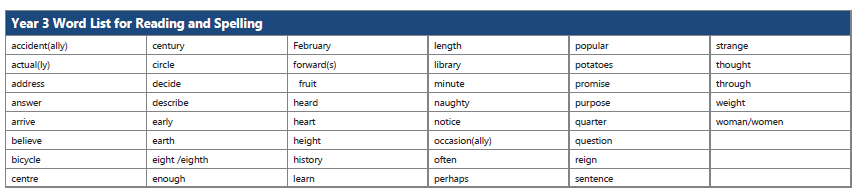 Year 3 Word List for Reading and Spelling
accident(ally) century February length popular strange
actual(ly) circle forward(s) library potatoes thought
address decide fruit minute promise through
answer describe heard naughty purpose weight
arrive early heart notice quarter woman/women
believe earth height occasion(ally) question
bicycle eight /eighth history often reign
centre enough learn perhaps sentence